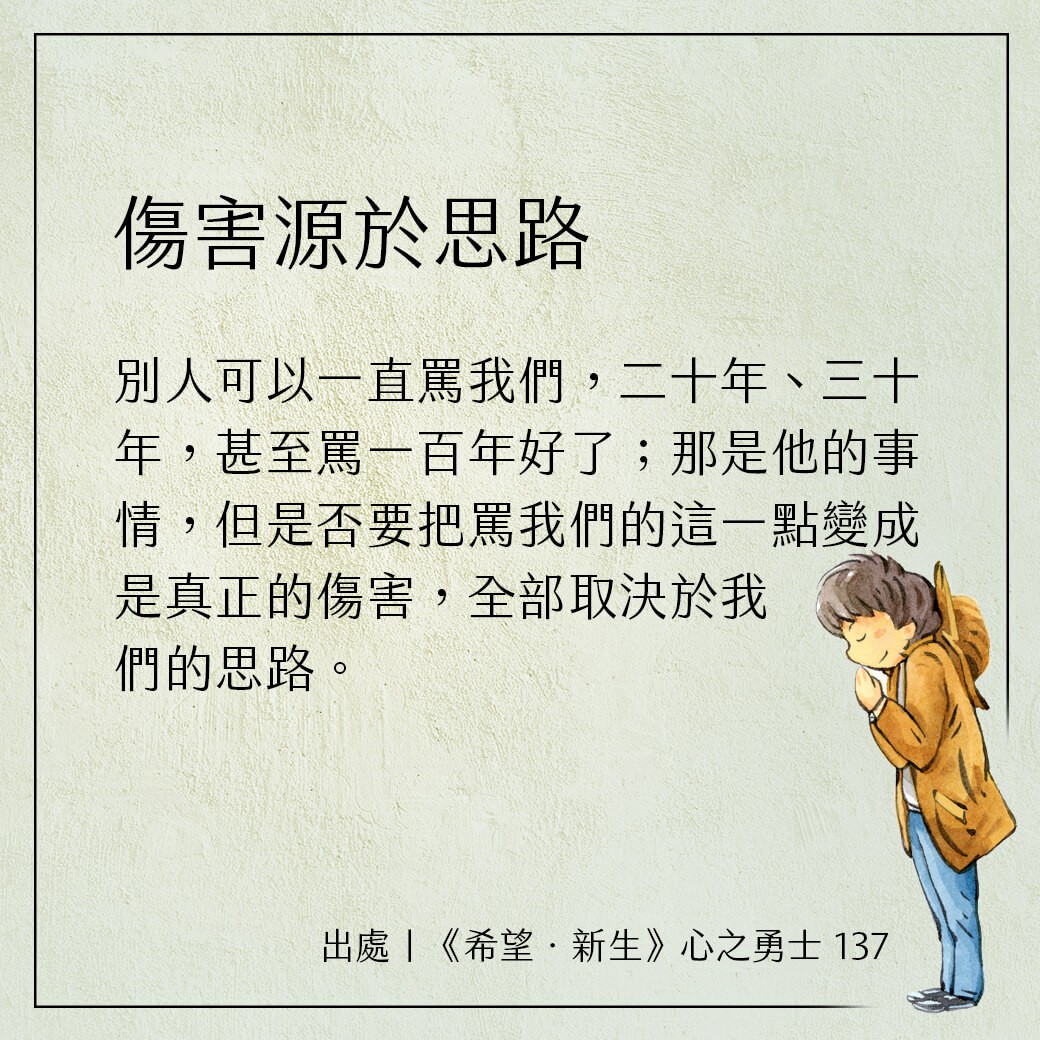 傷害源於思路
別人可以一直罵我們，二十年、三十
年，甚至罵一百年好了；那是他的事
情，但是否要把罵我們的這一點變成
是真正的傷害，全部取決於我
們的思路。
出處 | 《希望．新生》心之勇士 137